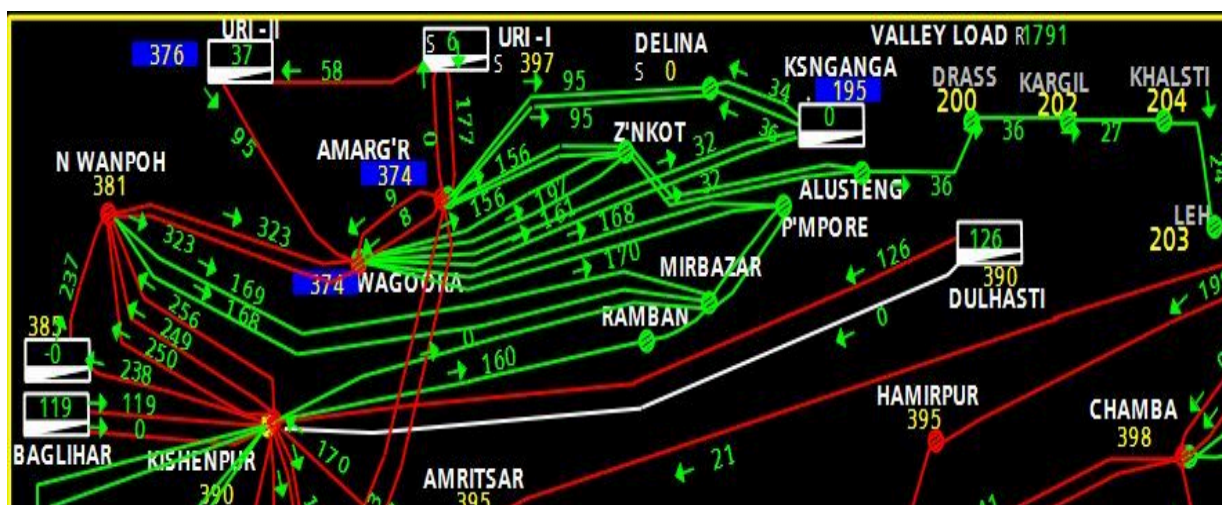 URI -II
376
37
58
95
S 6
URI -I
S 397
0
177
95
95
DELINA
S 0
VALLEY LOAD R1791
KSNGANGA
195
0
34
36
DRASS
200
KARGIL
202
KHALSTI
204
36
27
36
LEH
203
N WANPOH
381
AMARG'R
374
9
8
156
156
Z'NKOT
32
32
197
161
168
170
ALUSTENG
P'MPORE
323
323
374 WAGOORA
MIRBAZAR
RAMBAN
126
126
390
DULHASTI
0
237
169
168
256
249
250
238
0
160
385
-0
119
119
0
BAGLIHAR
KISHENPUR
390
170
AMRITSAR
395
21
HAMIRPUR
395
CHAMBA
398
19